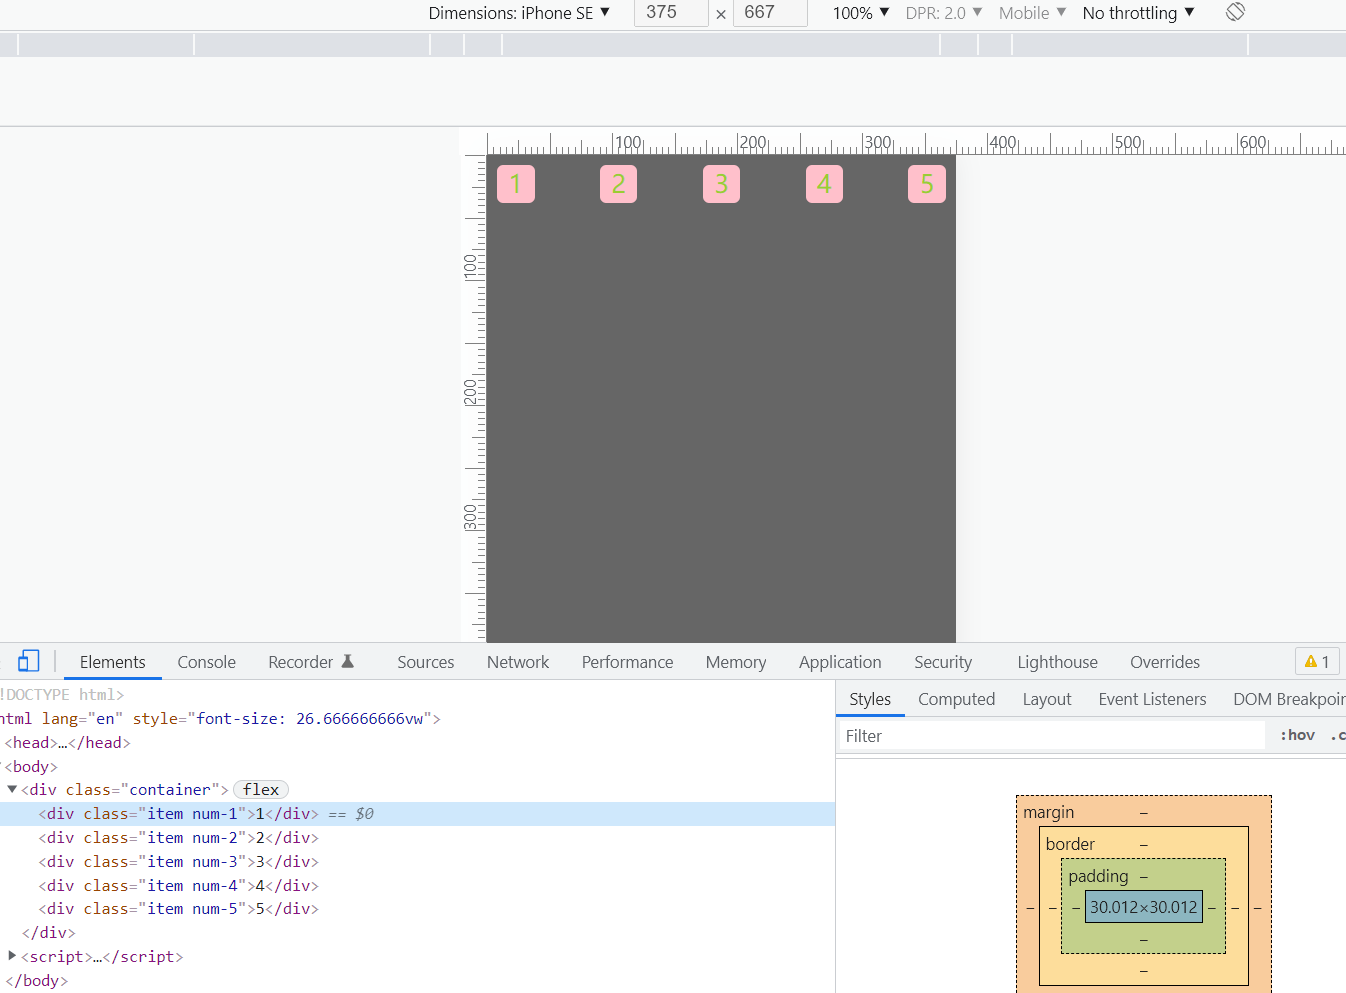 Dimensions: iPhone SE ▼ 375 × 667 100% ▼ DPR: 2.0 ▼ Mobile ▼ No throttling ▼
100 200 300 400 500 600
1 2 3 4 5
100
200
300
Elements Console Recorder Sources Network Performance Memory Application Security Lighthouse Overrides 1
!DOCTYPE html>
html lang="en" style="font-size: 26.666666666vw">
<head>…</head>
<body>
▼<div class="container"> flex
<div class="item num-1">1</div> == $0
<div class="item num-2">2</div>
<div class="item num-3">3</div>
<div class="item num-4">4</div>
<div class="item num-5">5</div>
</div>
▶<script>…</script>
</body>
Styles Computed Layout Event Listeners DOM Breakpoin
Filter :hov .c
margin –
border –
padding –
– – – 30.012×30.012 – – –
–
–